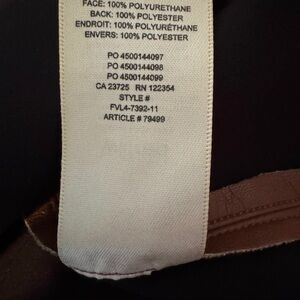 FACE: 100% POLYURETHANE
BACK: 100% POLYESTER
ENDROIT: 100% POLYURÉTHANE
ENVERS: 100% POLYESTER
PO 4500144097
PO 4500144098
PO 4500144099
CA 23725 RN 122354
STYLE #
FVL4-7392-11
ARTICLE # 79499